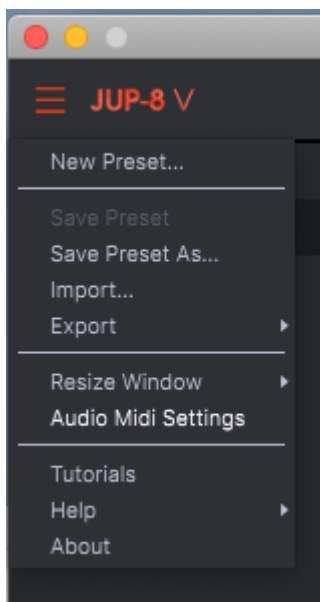 JUP-8 V
New Preset...
Save Preset
Save Preset As...
Import...
Export
Resize Window
Audio Midi Settings
Tutorials
Help
About